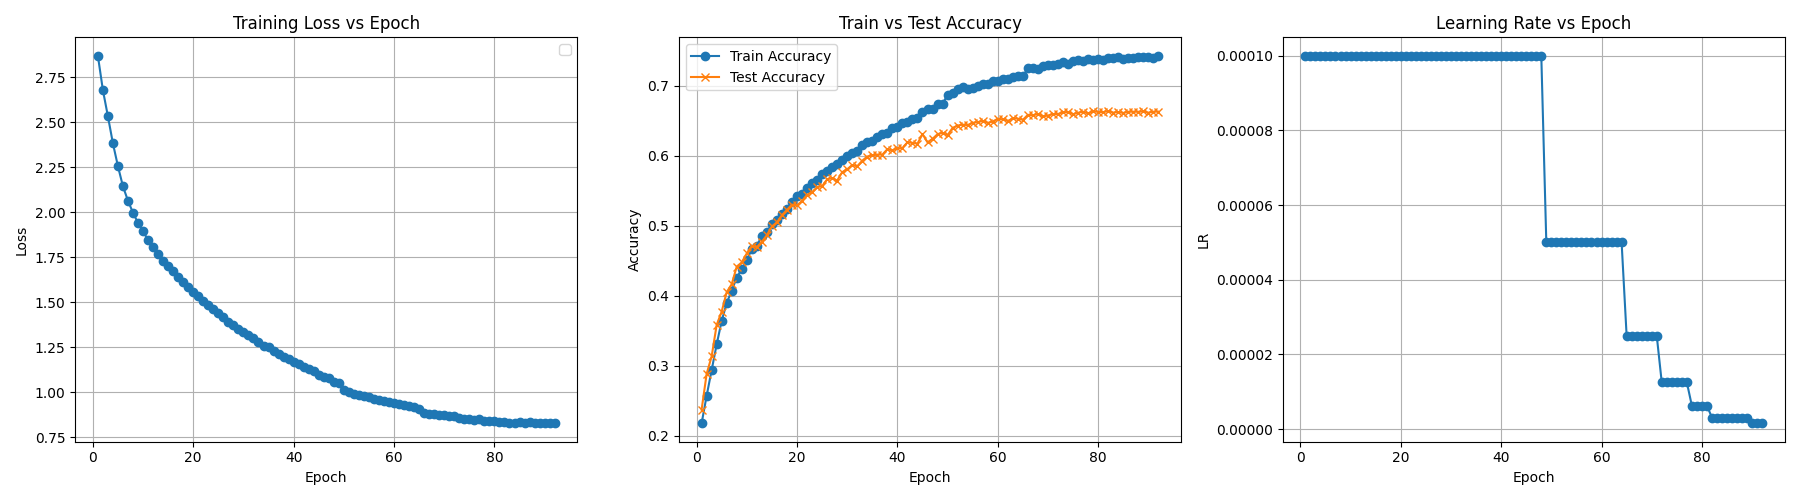 Training Loss vs Epoch
Loss
2.75
2.50
2.25
2.00
1.75
1.50
1.25
1.00
0.75
0 20 40 60 80
Epoch
Train vs Test Accuracy
Train Accuracy
Test Accuracy
Accuracy
0.7
0.6
0.5
0.4
0.3
0.2
0 20 40 60 80
Epoch
Learning Rate vs Epoch
LR
0.00010
0.00008
0.00006
0.00004
0.00002
0.00000
0 20 40 60 80
Epoch